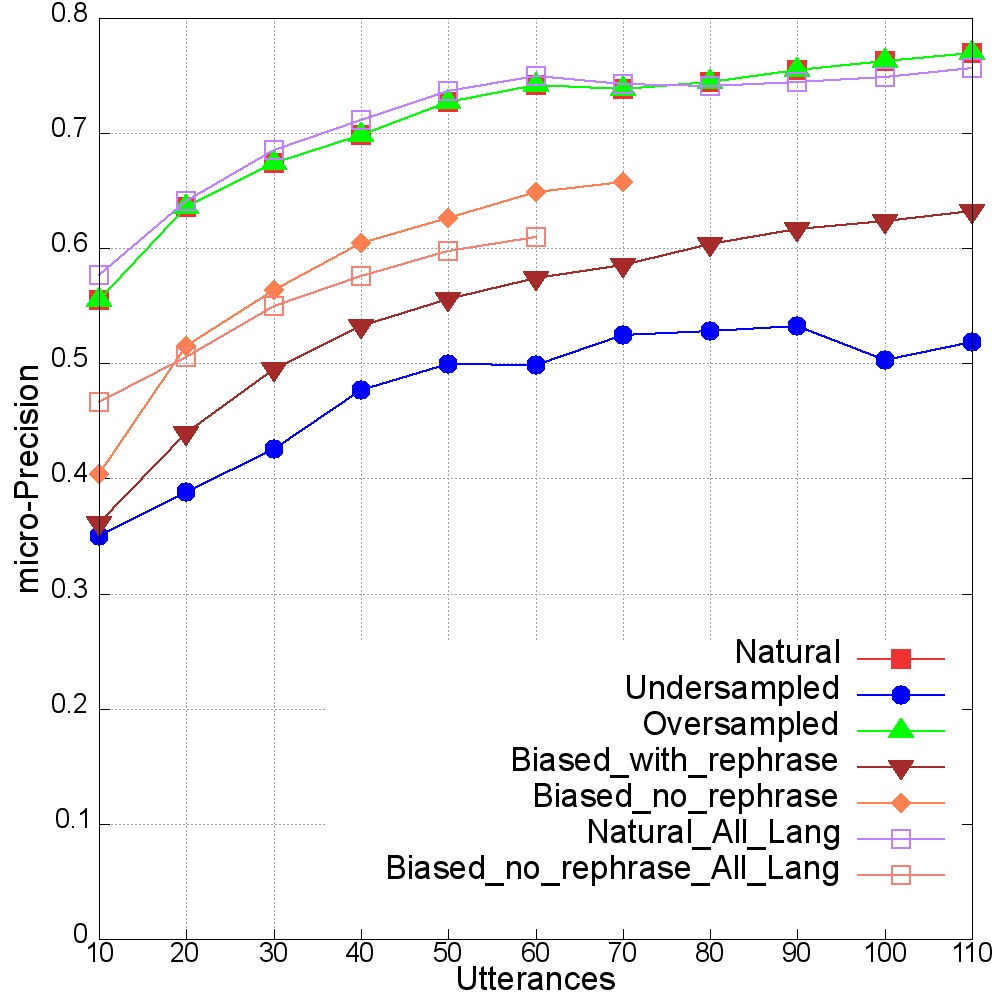 0.8
0.7
0.6
0.5
0.4
0.3
0.2
0.1
0
micro-Precision
Natural
Undersampled
Oversampled
Biased_with_rephrase
Biased_no_rephrase
Natural_All_Lang
Biased_no_rephrase_All_Lang
10 20 30 40 50 60 70 80 90 100 110
Utterances